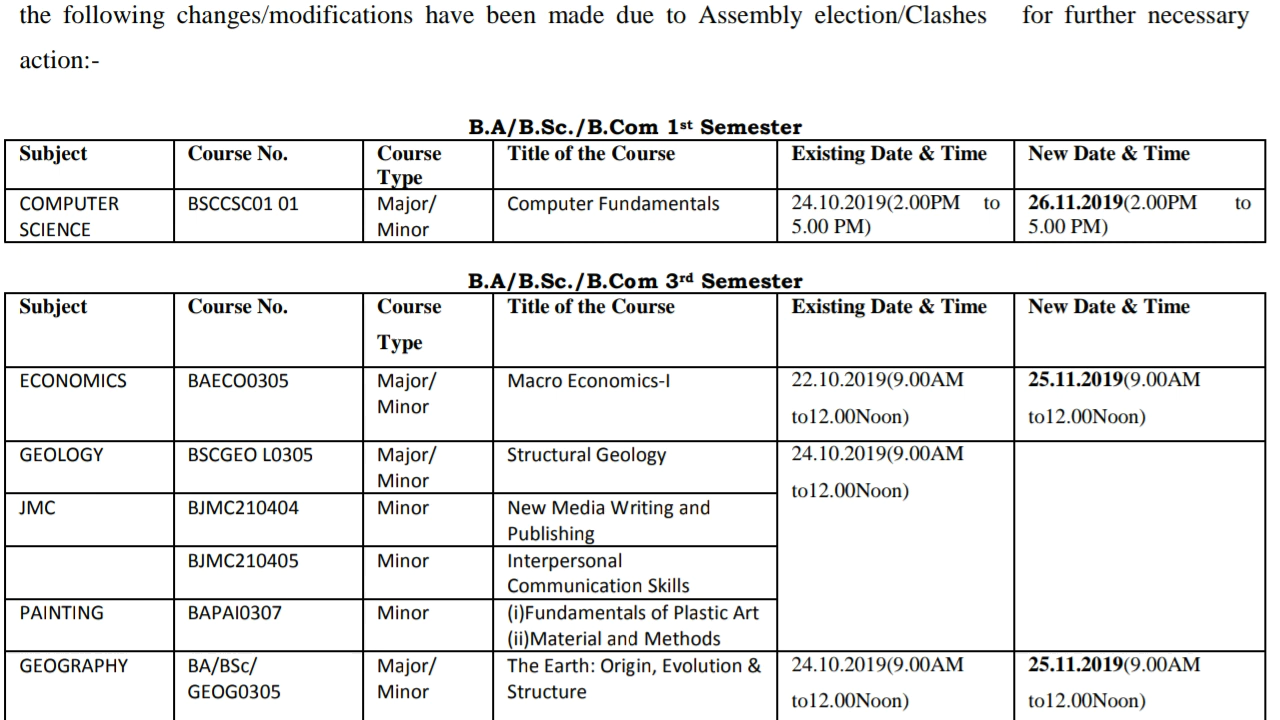 the following changes/modifications have been made due to Assembly election/Clashes for further necessary
action:-
B.A/B.Sc./B.Com 1st Semester
Subject Course No. Course Title of the Course Existing Date & Time New Date & Time
Type
COMPUTER BSCCSC01 01 Major/ Computer Fundamentals 24.10.2019(2.00PM to 26.11.2019(2.00PM to
SCIENCE Minor 5.00 PM) 5.00 PM)
B.A/B.Sc./B.Com 3rd Semester
Subject Course No. Course Title of the Course Existing Date & Time New Date & Time
Type
ECONOMICS BAECO0305 Major/ Macro Economics-I 22.10.2019(9.00AM 25.11.2019(9.00AM
Minor to12.00Noon) to12.00Noon)
GEOLOGY BSCGEO L0305 Major/ Structural Geology 24.10.2019(9.00AM
Minor to12.00Noon)
JMC BJMC210404 Minor New Media Writing and
Publishing
BJMC210405 Minor Interpersonal
Communication Skills
PAINTING BAPAI0307 Minor (i)Fundamentals of Plastic Art
(ii)Material and Methods
GEOGRAPHY BA/BSc/ Major/ The Earth: Origin, Evolution & 24.10.2019(9.00AM 25.11.2019(9.00AM
GEOG0305 Minor Structure to12.00Noon) to12.00Noon)